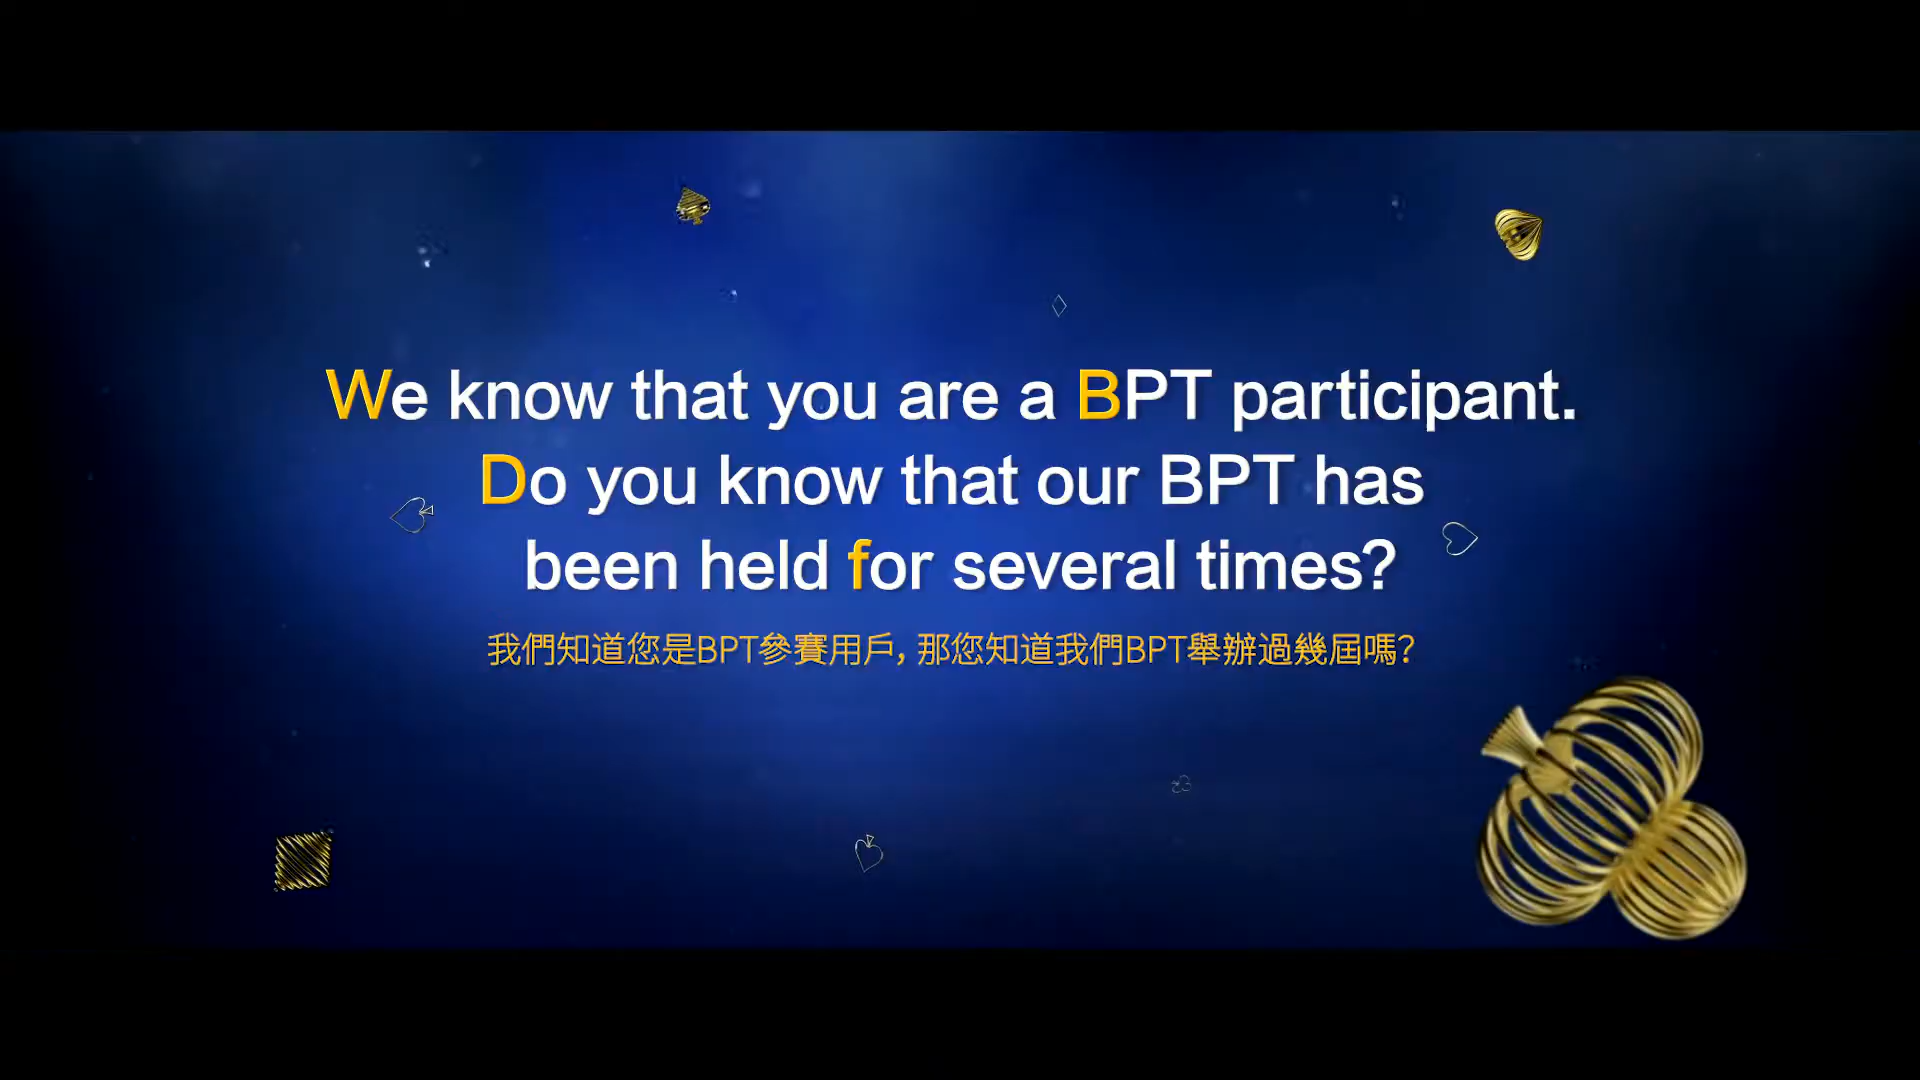 We know that you are a BPT participant.
Do you know that our BPT has
been held for several times?
我們知道您是BPT參賽用戶, 那您知道我們BPT舉辦過幾屆嗎?